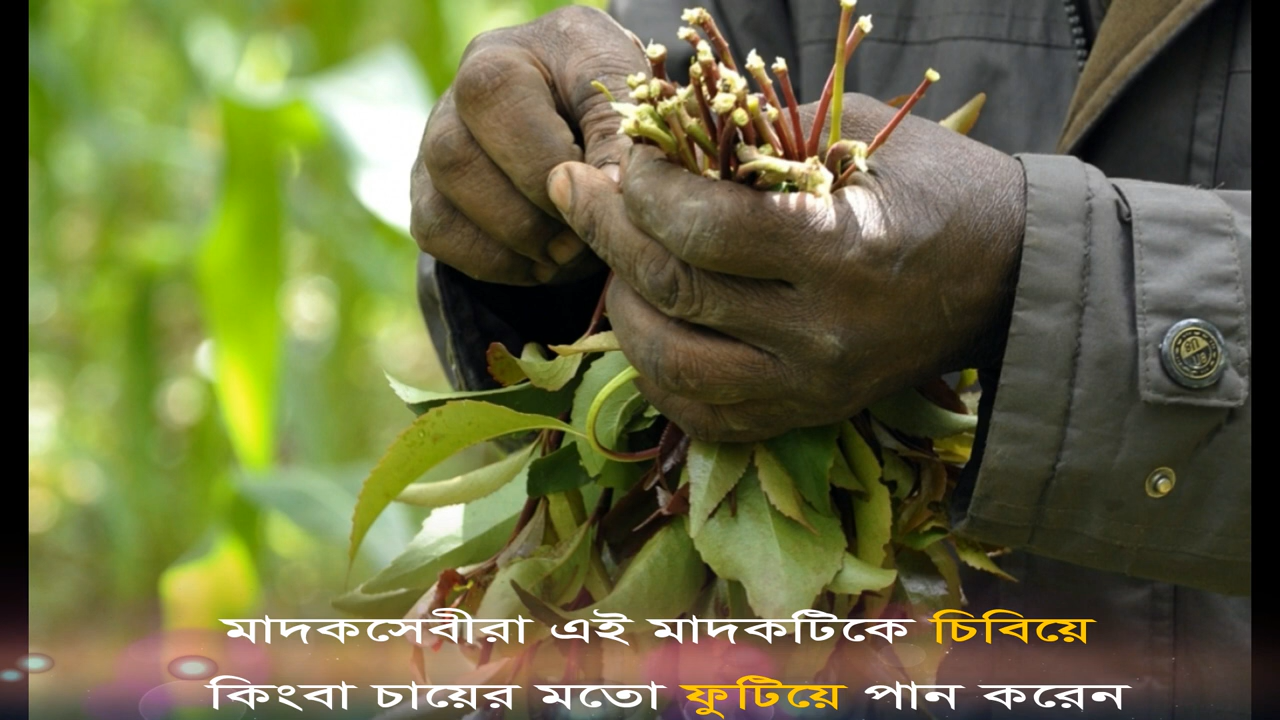 মাদকসেবীরা এই মাদকটিকে চিবিয়ে
কিংবা চায়ের মতো ফুটিয়ে পান করেন